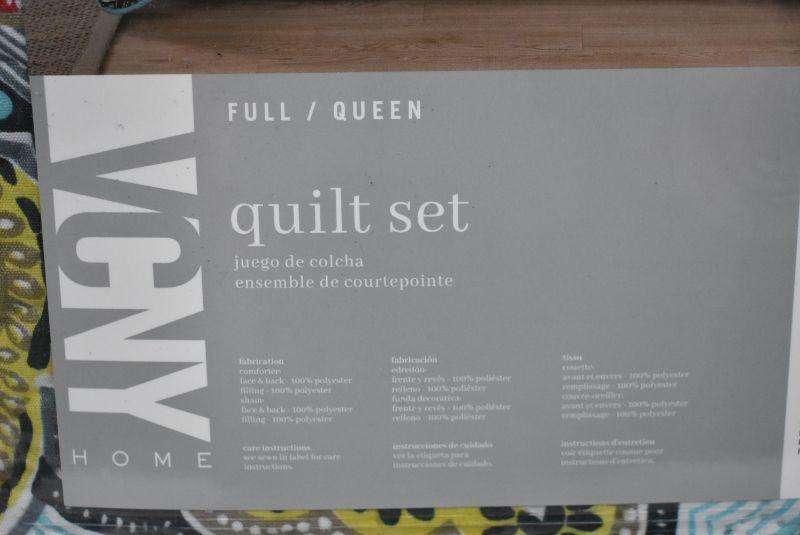 VCNY
HOME
FULL / QUEEN
quilt set
juego de colcha
ensemble de courtepointe
fabrication
comforter:
face & back - 100% polyester
filling - 100% polyester
sham:
face & back - 100% polyester
filling - 100% polyester
care instructions
see sewn in label for care
instructions.
fabricación
edredón:
frente y revés - 100% poliéster
relleno - 100% poliéster
funda decorativa:
frente y revés - 100% poliéster
relleno - 100% poliéster
instrucciones de cuidado
ver la etiqueta para
instrucciones de cuidado.
tissu
couette:
avant et envers - 100% polyester
remplissage - 100% polyester
couvre-oreiller:
avant et envers - 100% polyester
remplissage - 100% polyester
instructions d'entretien
voir étiquette cousue pour
instructions d'entretien.